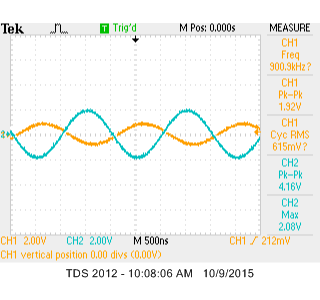 Tek T Trig'd M Pos: 0.000s MEASURE
CH1
Freq
900.9kHz?
CH1
Pk-Pk
1.92V
CH1
Cyc RMS
615mV?
CH2
Pk-Pk
4.16V
CH2
Max
2.08V
2
CH1 2.00V CH2 2.00V M 500ns CH1 / 212mV
CH1 vertical position 0.00 divs (0.00V)
TDS 2012 - 10:08:06 AM 10/9/2015